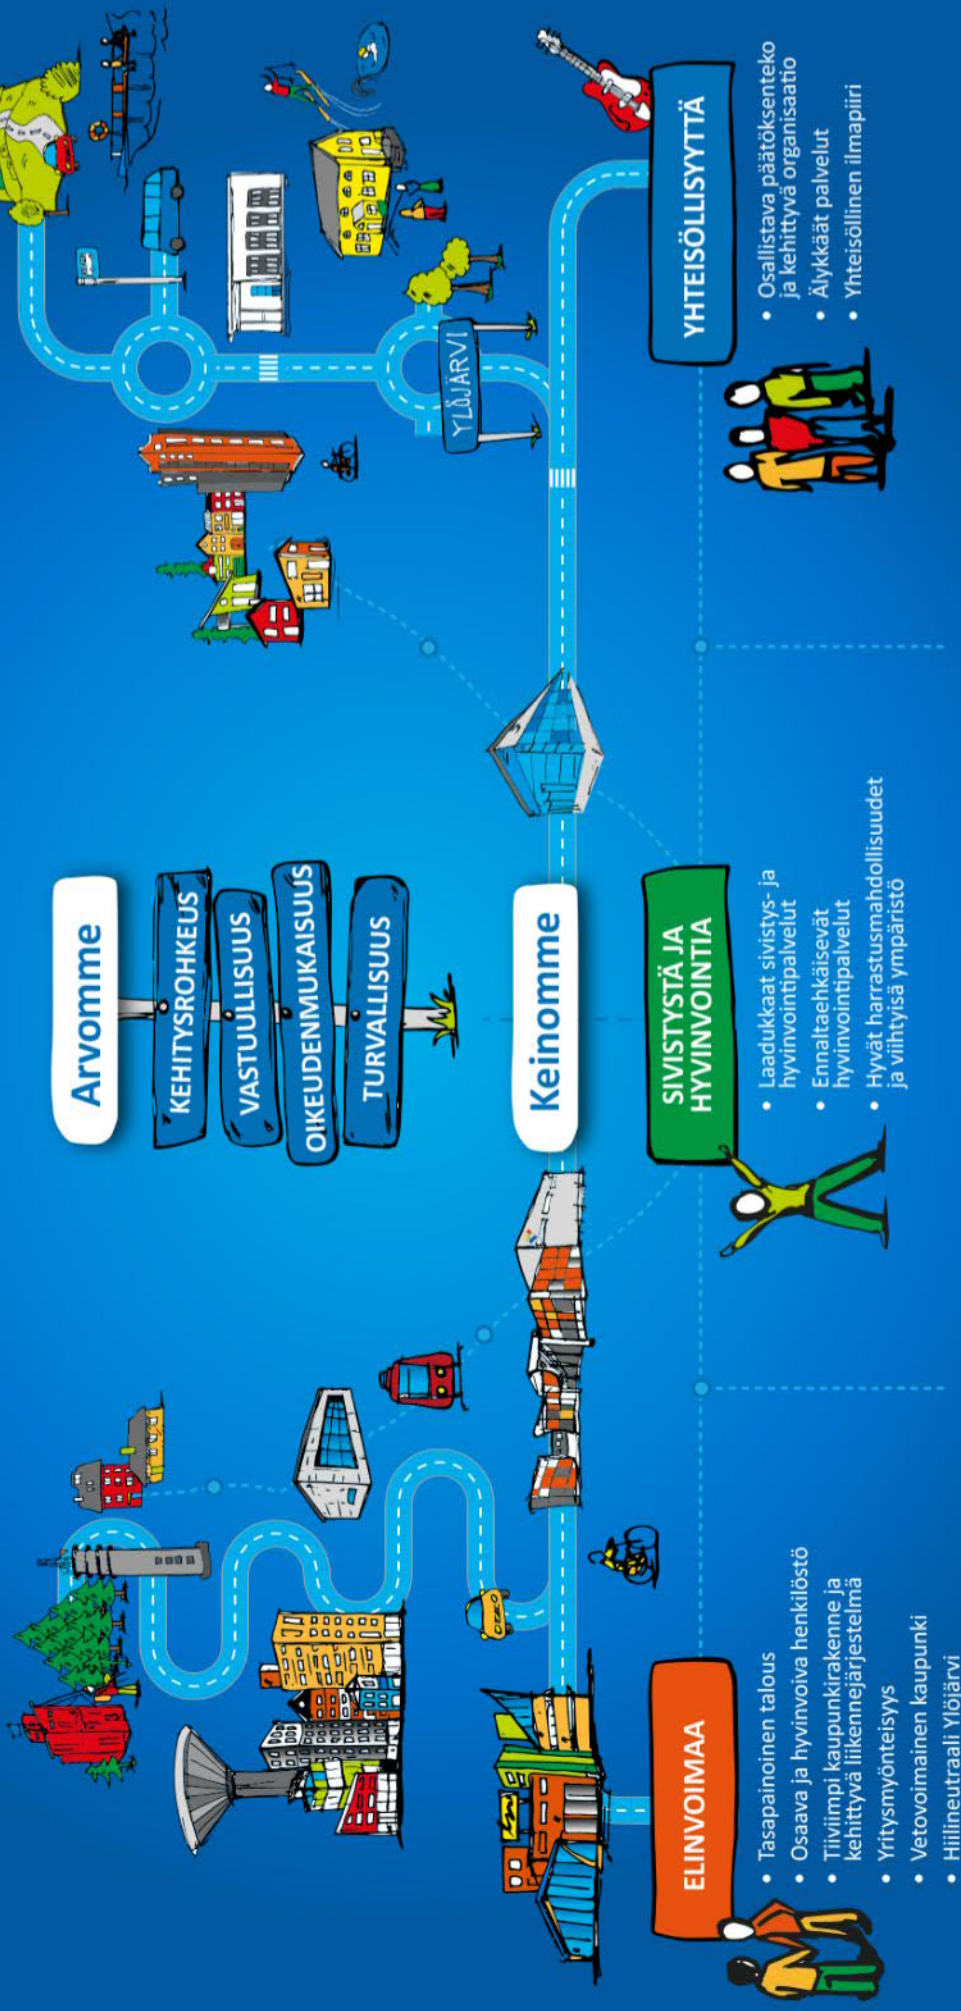 Arvomme
KEHITYSROHKEUS
VASTUULLISUUS
OIKEUDENMUKAISUUS
TURVALLISUUS
YLÖJÄRVI
Keinomme
ELINVOIMAA
• Tasapainoinen talous
• Osaava ja hyvinvoiva henkilöstö
• Tiiviimpi kaupunkirakenne ja
kehittyvä liikennejärjestelmä
• Yritysmyönteisyys
• Vetovoimainen kaupunki
• Hiilineutraali Ylöjärvi
SIVISTYSTÄ JA
HYVINVOINTIA
• Laadukkaat sivistys- ja
hyvinvointipalvelut
• Ennaltaehkäisevät
hyvinvointipalvelut
• Hyvät harrastusmahdollisuudet
ja viihtyisä ympäristö
YHTEISÖLLISYYTTÄ
• Osallistava päätöksenteko
ja kehittyvä organisaatio
• Älykkäät palvelut
• Yhteisöllinen ilmapiiri